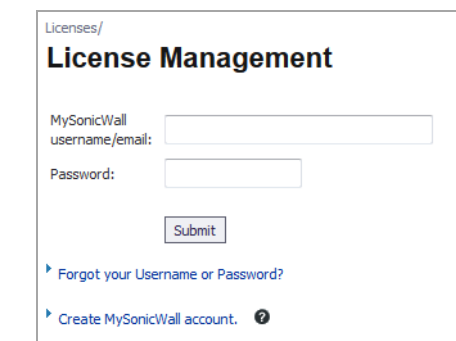 Licenses/
License Management
MySonicWall
username/email:
Password:
Submit
Forgot your Username or Password?
Create MySonicWall account. ?